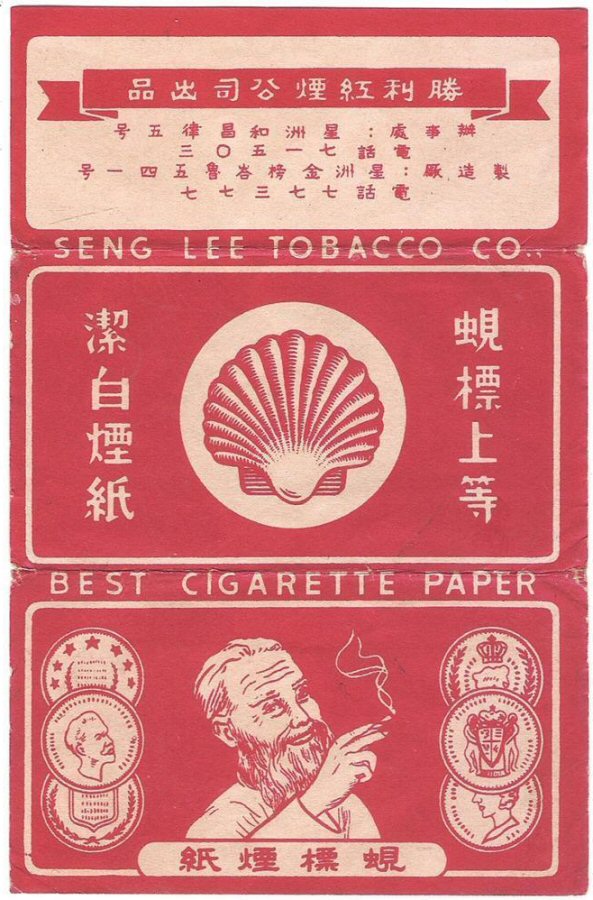 勝利紅煙公司出品
辦事處：星洲和昌律五号
電話七一五〇三
製造厰：星洲金榜峇魯五四一号
電話七七三七七
SENG LEE TOBACCO CO.,
蜆標上等
潔白煙紙
BEST CIGARETTE PAPER
蜆標煙紙